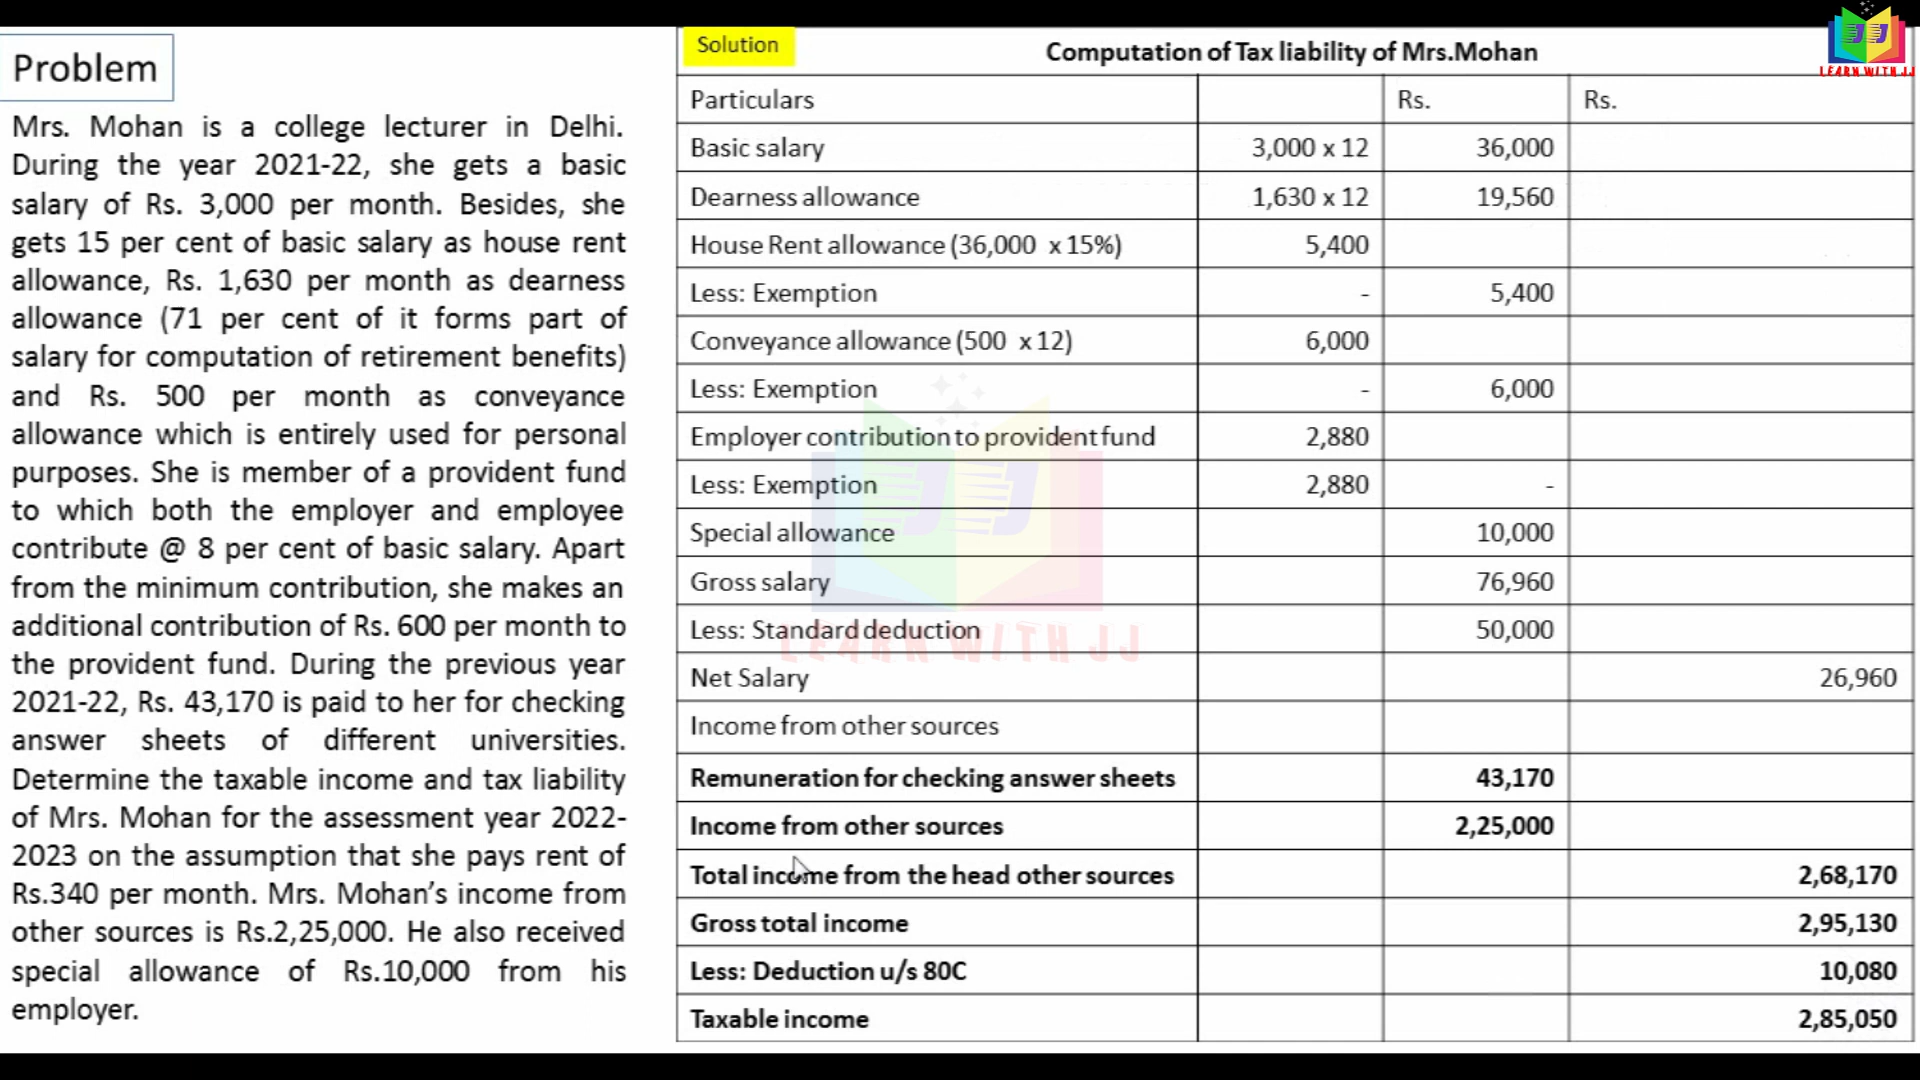 Problem
Mrs. Mohan is a college lecturer in Delhi.
During the year 2021-22, she gets a basic
salary of Rs. 3,000 per month. Besides, she
gets 15 per cent of basic salary as house rent
allowance, Rs. 1,630 per month as dearness
allowance (71 per cent of it forms part of
salary for computation of retirement benefits)
and Rs. 500 per month as conveyance
allowance which is entirely used for personal
purposes. She is member of a provident fund
to which both the employer and employee
contribute @ 8 per cent of basic salary. Apart
from the minimum contribution, she makes an
additional contribution of Rs. 600 per month to
the provident fund. During the previous year
2021-22, Rs. 43,170 is paid to her for checking
answer sheets of different universities.
Determine the taxable income and tax liability
of Mrs. Mohan for the assessment year 2022-
2023 on the assumption that she pays rent of
Rs.340 per month. Mrs. Mohan's income from
other sources is Rs.2,25,000. He also received
special allowance of Rs.10,000 from his
employer.
Solution
Computation of Tax liability of Mrs.Mohan
Particulars Rs. Rs.
Basic salary 3,000 x 12 36,000
Dearness allowance 1,630 x 12 19,560
House Rent allowance (36,000 x 15%) 5,400
Less: Exemption - 5,400
Conveyance allowance (500 x 12) 6,000
Less: Exemption - 6,000
Employer contribution to provident fund 2,880
Less: Exemption 2,880 -
Special allowance 10,000
Gross salary 76,960
Less: Standard deduction 50,000
Net Salary 26,960
Income from other sources
Remuneration for checking answer sheets 43,170
Income from other sources 2,25,000
Total income from the head other sources 2,68,170
Gross total income 2,95,130
Less: Deduction u/s 80C 10,080
Taxable income 2,85,050
JJ
LEARN WITH JJ
JJ
LEARN WITH JJ